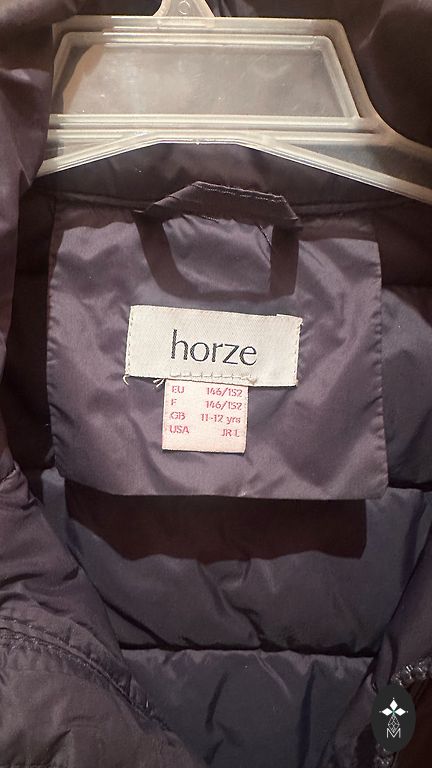 horze
EU 146/152
F 146/152
GB 11-12 yrs
USA JR L
M